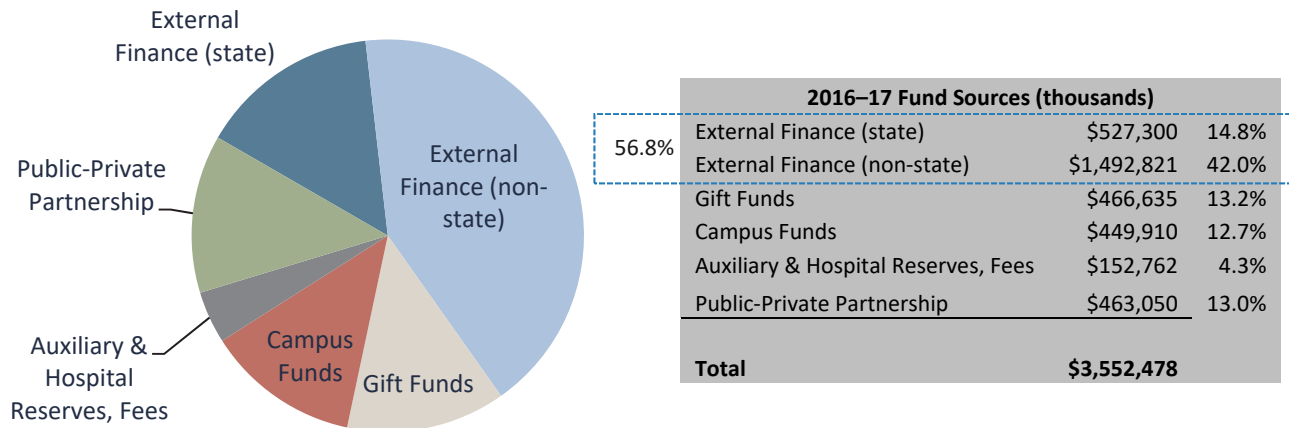 External
Finance (state)
Public-Private
Partnership
Auxiliary &
Hospital
Reserves, Fees
External
Finance (non-
state)
Campus
Funds
Gift Funds
56.8%
2016–17 Fund Sources (thousands)
External Finance (state) $527,300 14.8%
External Finance (non-state) $1,492,821 42.0%
Gift Funds $466,635 13.2%
Campus Funds $449,910 12.7%
Auxiliary & Hospital Reserves, Fees $152,762 4.3%
Public-Private Partnership $463,050 13.0%
Total $3,552,478